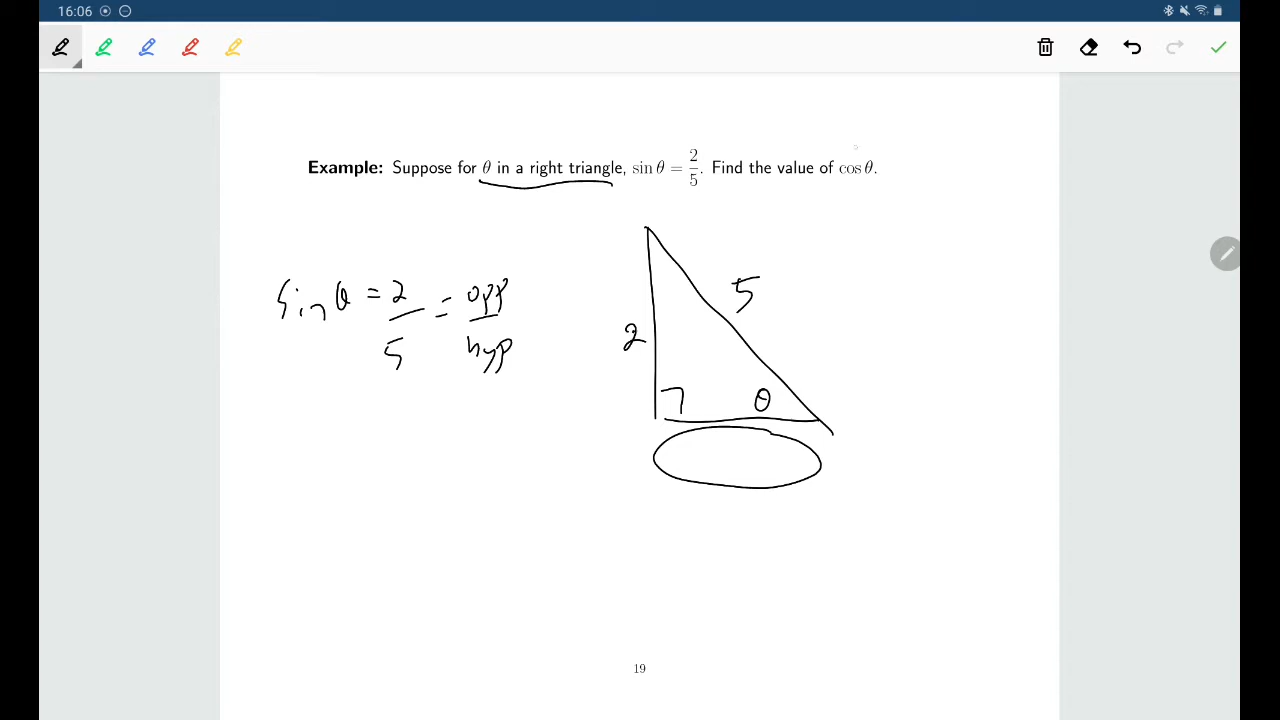 16:06
Example: Suppose for θ in a right triangle, sin θ = 2/5. Find the value of cos θ.
sin θ = 2/5 = opp/hyp
5
2
θ
19